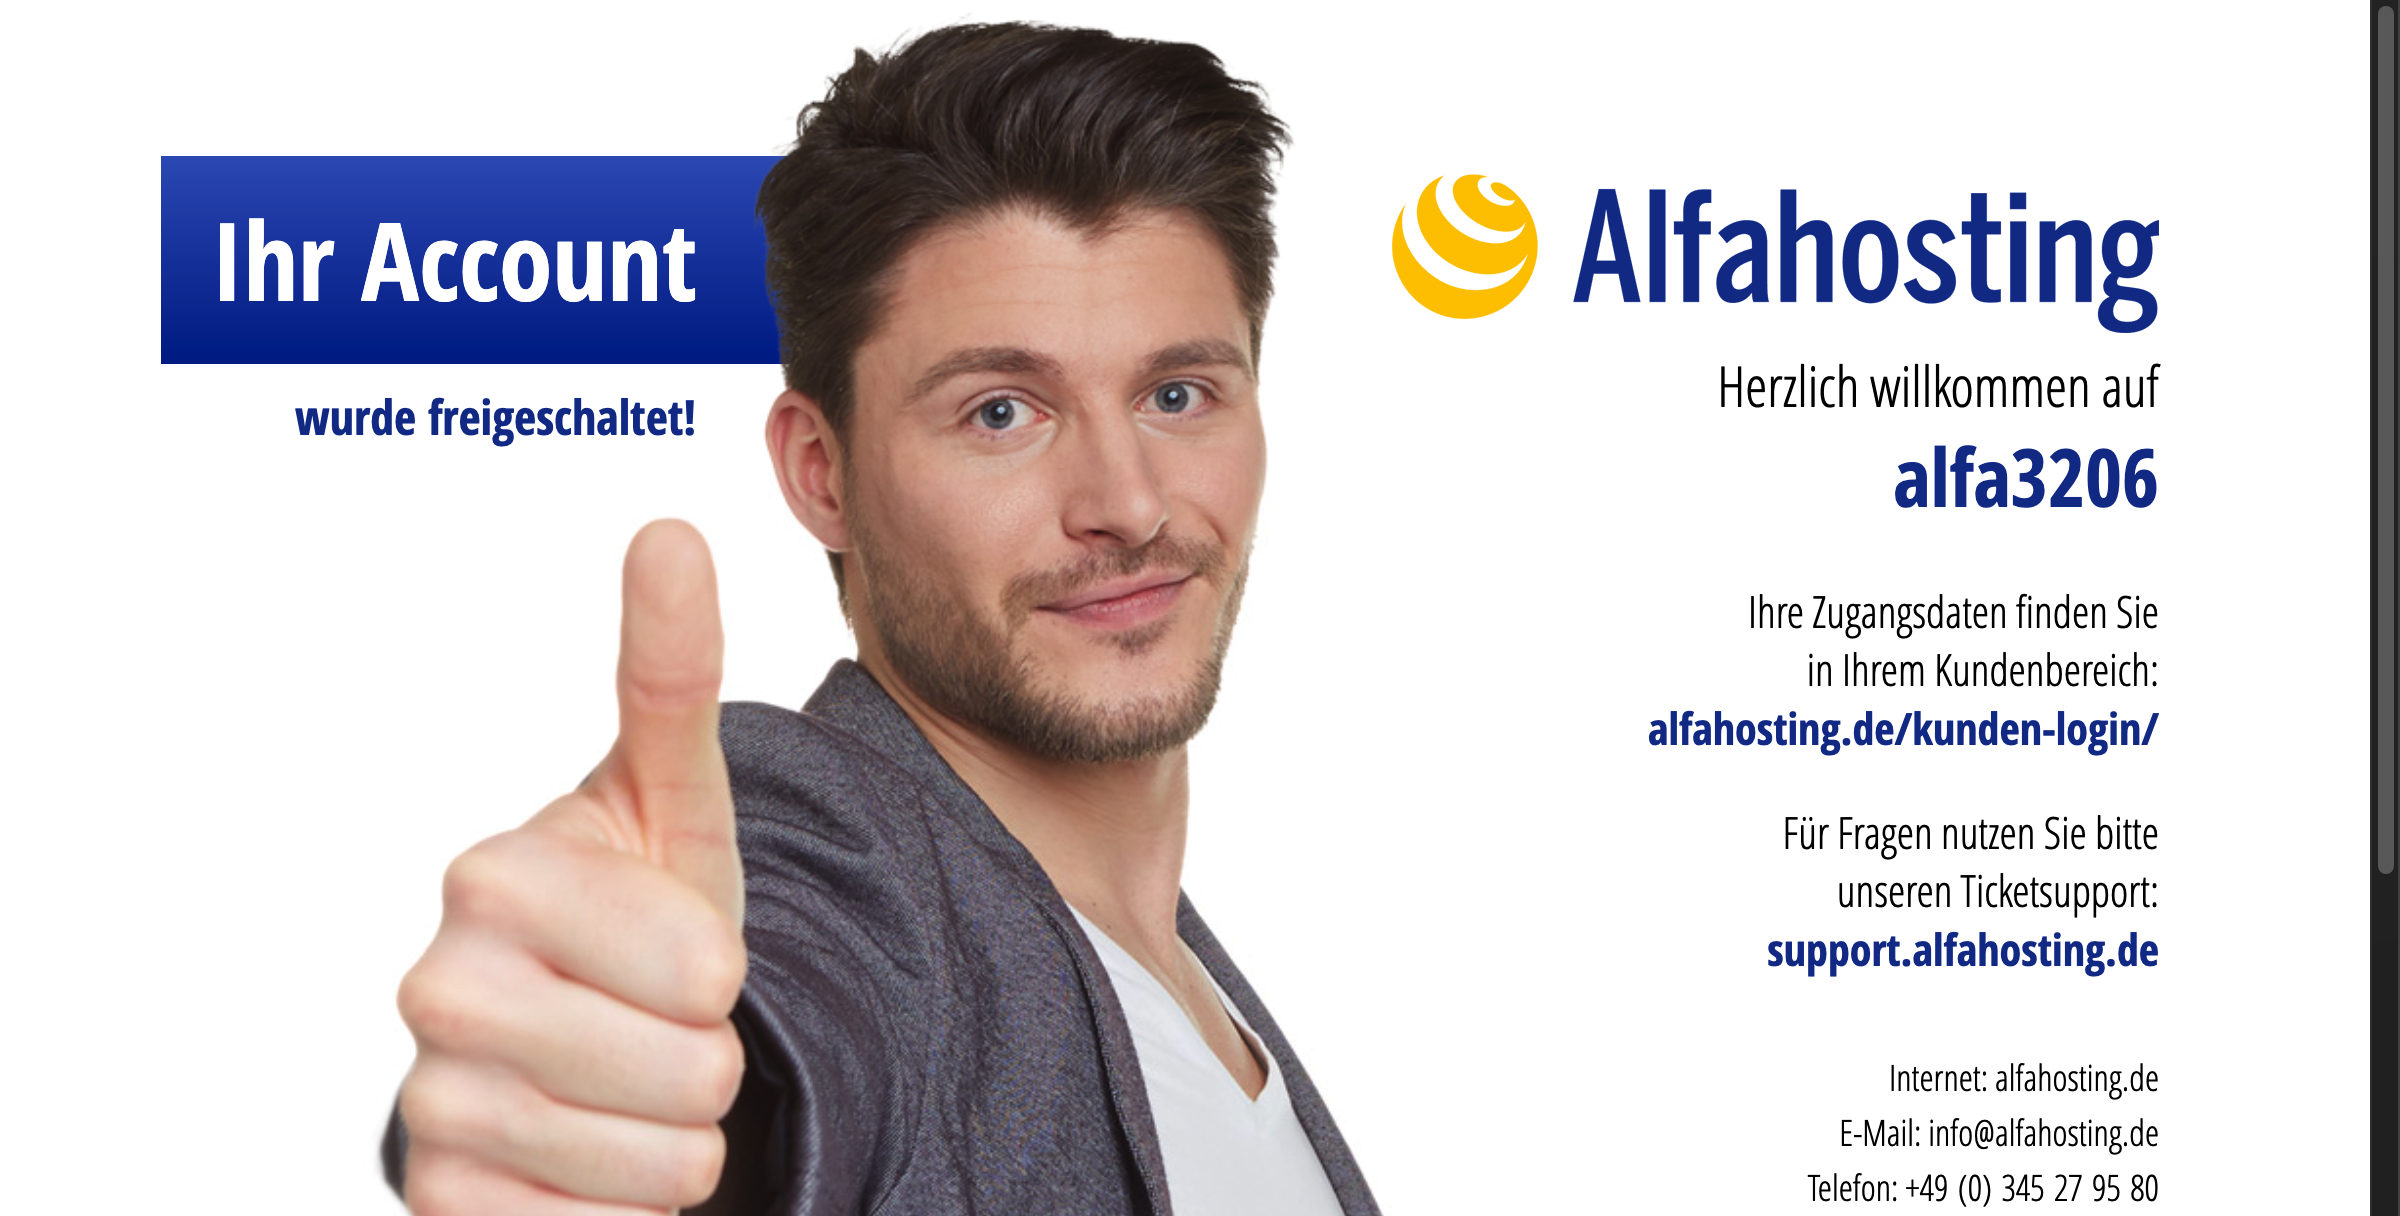 Ihr Account
wurde freigeschaltet!
Alfahosting
Herzlich willkommen auf
alfa3206
Ihre Zugangsdaten finden Sie
in Ihrem Kundenbereich:
alfahosting.de/kunden-login/
Für Fragen nutzen Sie bitte
unseren Ticketsupport:
support.alfahosting.de
Internet: alfahosting.de
E-Mail: info@alfahosting.de
Telefon: +49 (0) 345 27 95 80